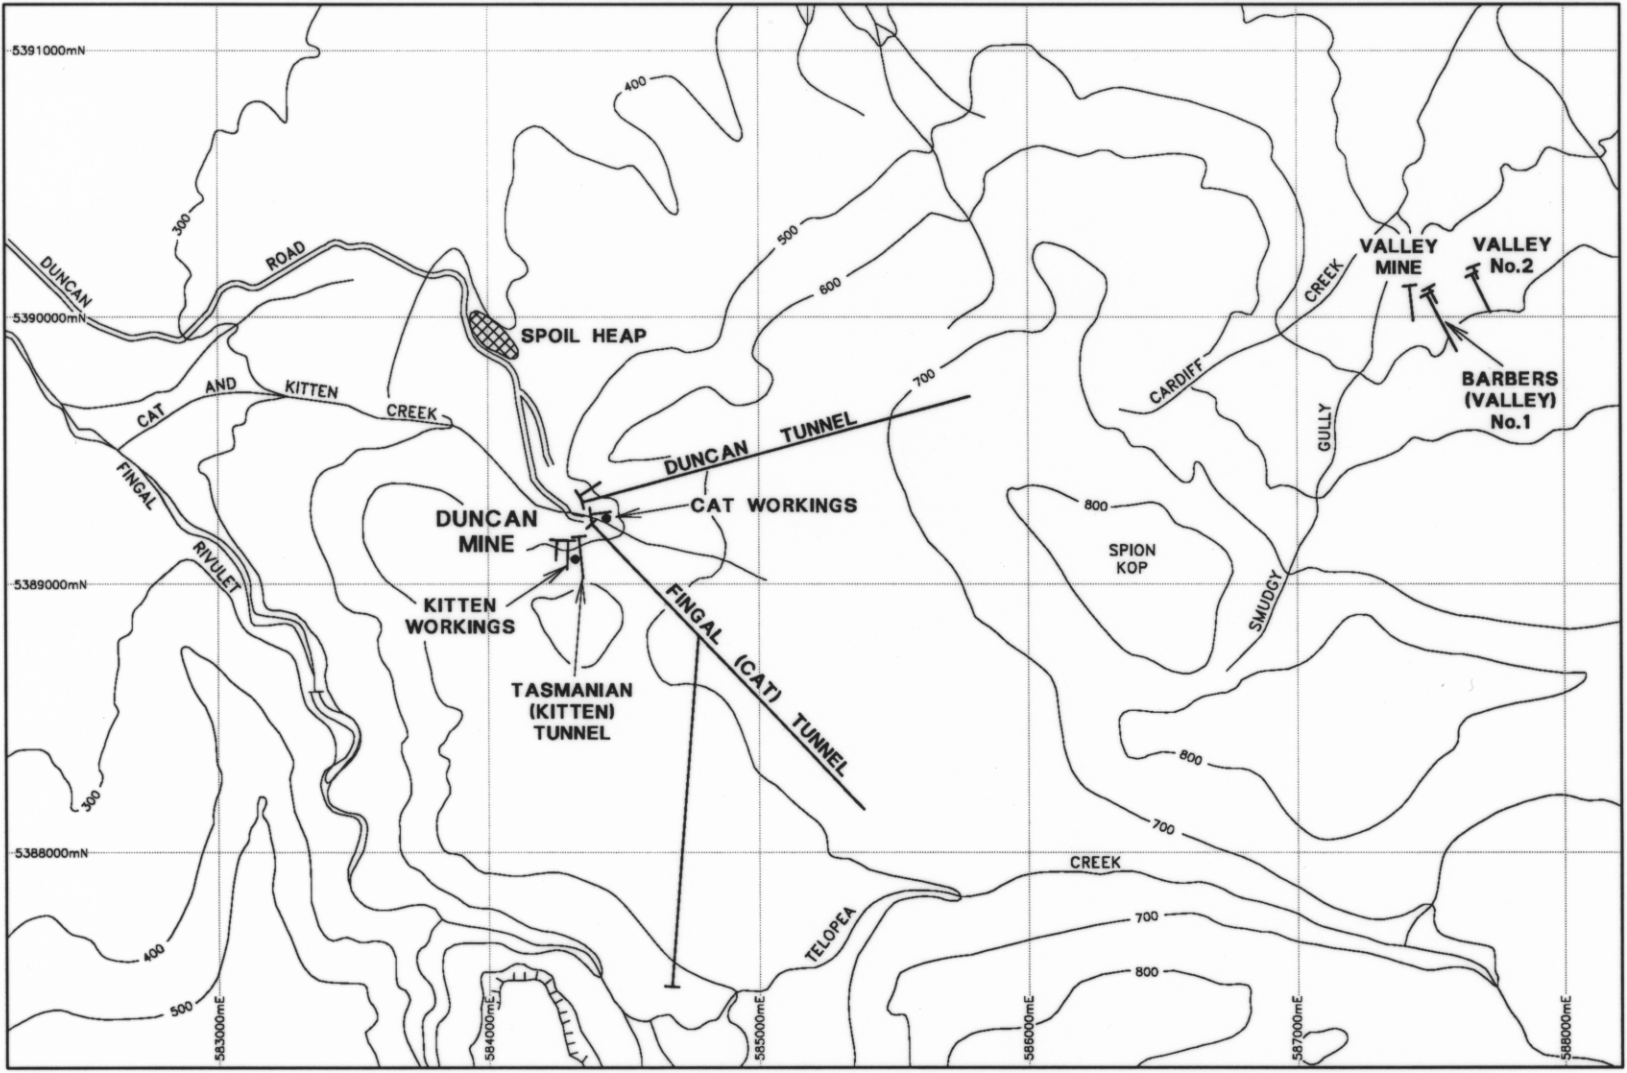 5391000mN
400
300
500
VALLEY
MINE
VALLEY
No.2
ROAD
DUNCAN
CREEK
600
5390000mN
SPOIL HEAP
700
CARDIFF
BARBERS
(VALLEY)
No.1
CAT
AND
KITTEN
CREEK
DUNCAN
TUNNEL
GULLY
FINGAL
RIVULET
DUNCAN
MINE
CAT WORKINGS
800
SPION
KOP
5389000mN
KITTEN
WORKINGS
SMUDGY
FINGAL
(CAT)
TUNNEL
TASMANIAN
(KITTEN)
TUNNEL
300
800
700
5388000mN
CREEK
TELOPEA
700
400
800
500
583000mE
584000mE
585000mE
586000mE
587000mE
588000mE